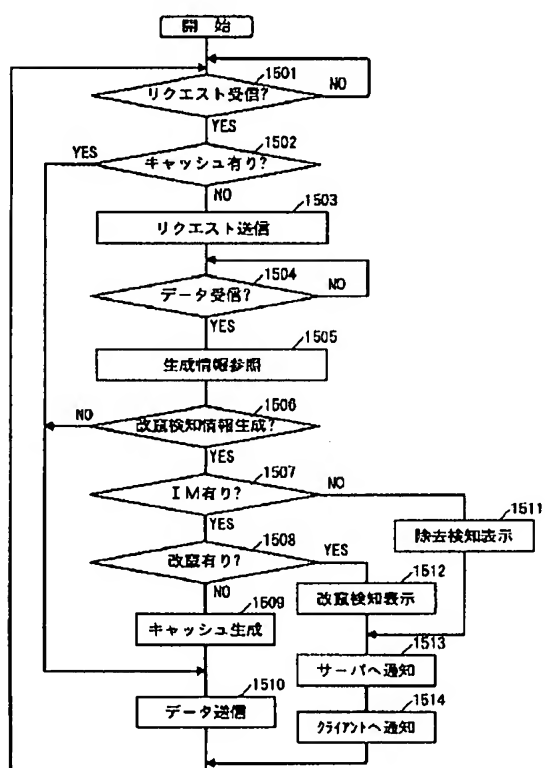 開 始
1501
リクエスト受信?
NO
YES
1502
YES
キャッシュ有り?
NO
1503
リクエスト送信
1504
データ受信?
NO
YES
1505
生成情報参照
1506
NO
改竄検知情報生成?
YES
1507
IM有り?
NO
YES
1511
除去検知表示
1508
改竄有り?
YES
NO
1512
改竄検知表示
1509
キャッシュ生成
1513
サーバへ通知
1510
データ送信
1514
クライアントへ通知